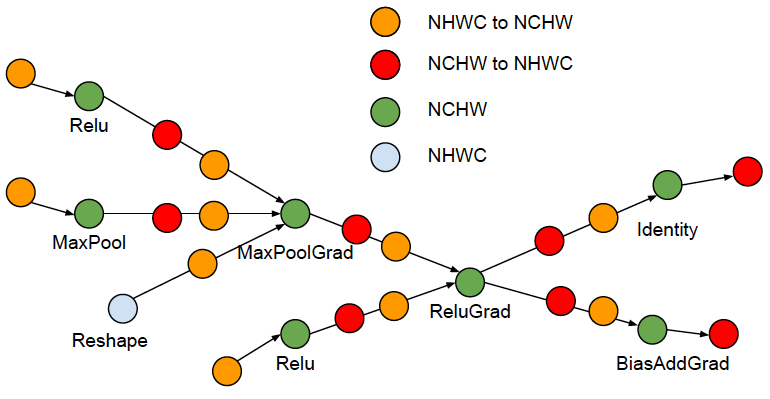 NHWC to NCHW
NCHW to NHWC
NCHW
NHWC
Relu
MaxPool
MaxPoolGrad
Identity
Reshape
ReluGrad
Relu
BiasAddGrad